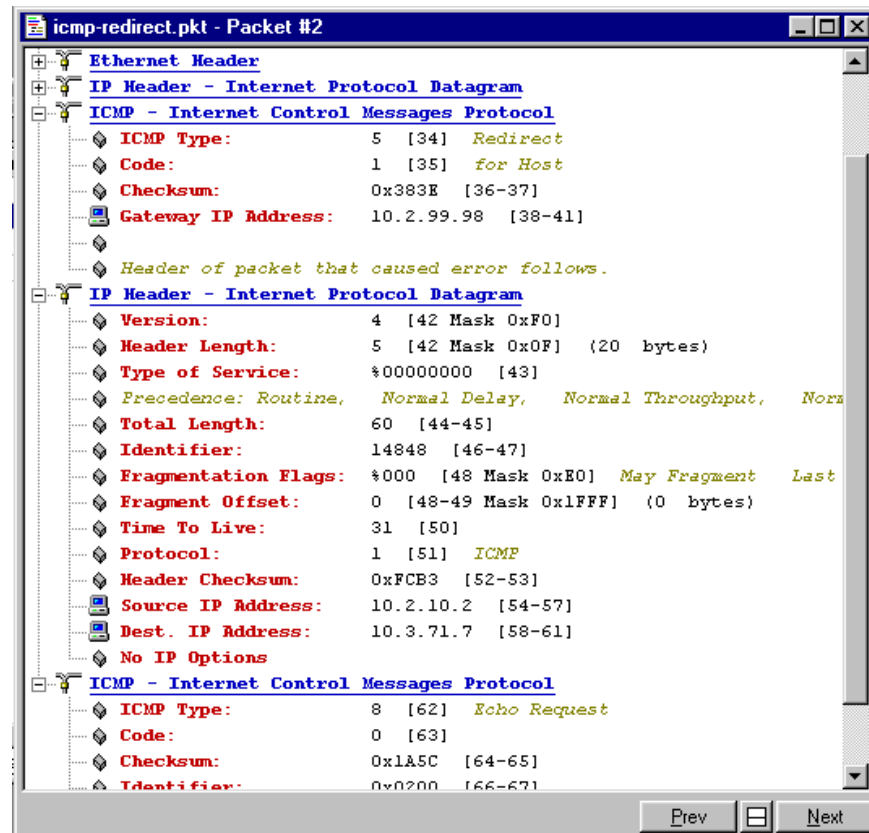 icmp-redirect.pkt - Packet #2
Ethernet Header
IP Header - Internet Protocol Datagram
ICMP - Internet Control Messages Protocol
ICMP Type: 5 [34] Redirect
Code: 1 [35] for Host
Checksum: 0x383E [36-37]
Gateway IP Address: 10.2.99.98 [38-41]
Header of packet that caused error follows.
IP Header - Internet Protocol Datagram
Version: 4 [42 Mask 0xF0]
Header Length: 5 [42 Mask 0x0F] (20 bytes)
Type of Service: %00000000 [43]
Precedence: Routine, Normal Delay, Normal Throughput, Norm
Total Length: 60 [44-45]
Identifier: 14848 [46-47]
Fragmentation Flags: %000 [48 Mask 0xE0] May Fragment Last
Fragment Offset: 0 [48-49 Mask 0x1FFF] (0 bytes)
Time To Live: 31 [50]
Protocol: 1 [51] ICMP
Header Checksum: 0xFCB3 [52-53]
Source IP Address: 10.2.10.2 [54-57]
Dest. IP Address: 10.3.71.7 [58-61]
No IP Options
ICMP - Internet Control Messages Protocol
ICMP Type: 8 [62] Echo Request
Code: 0 [63]
Checksum: 0x1A5C [64-65]
Identifier: 0x0200 [66-67]
Prev Next